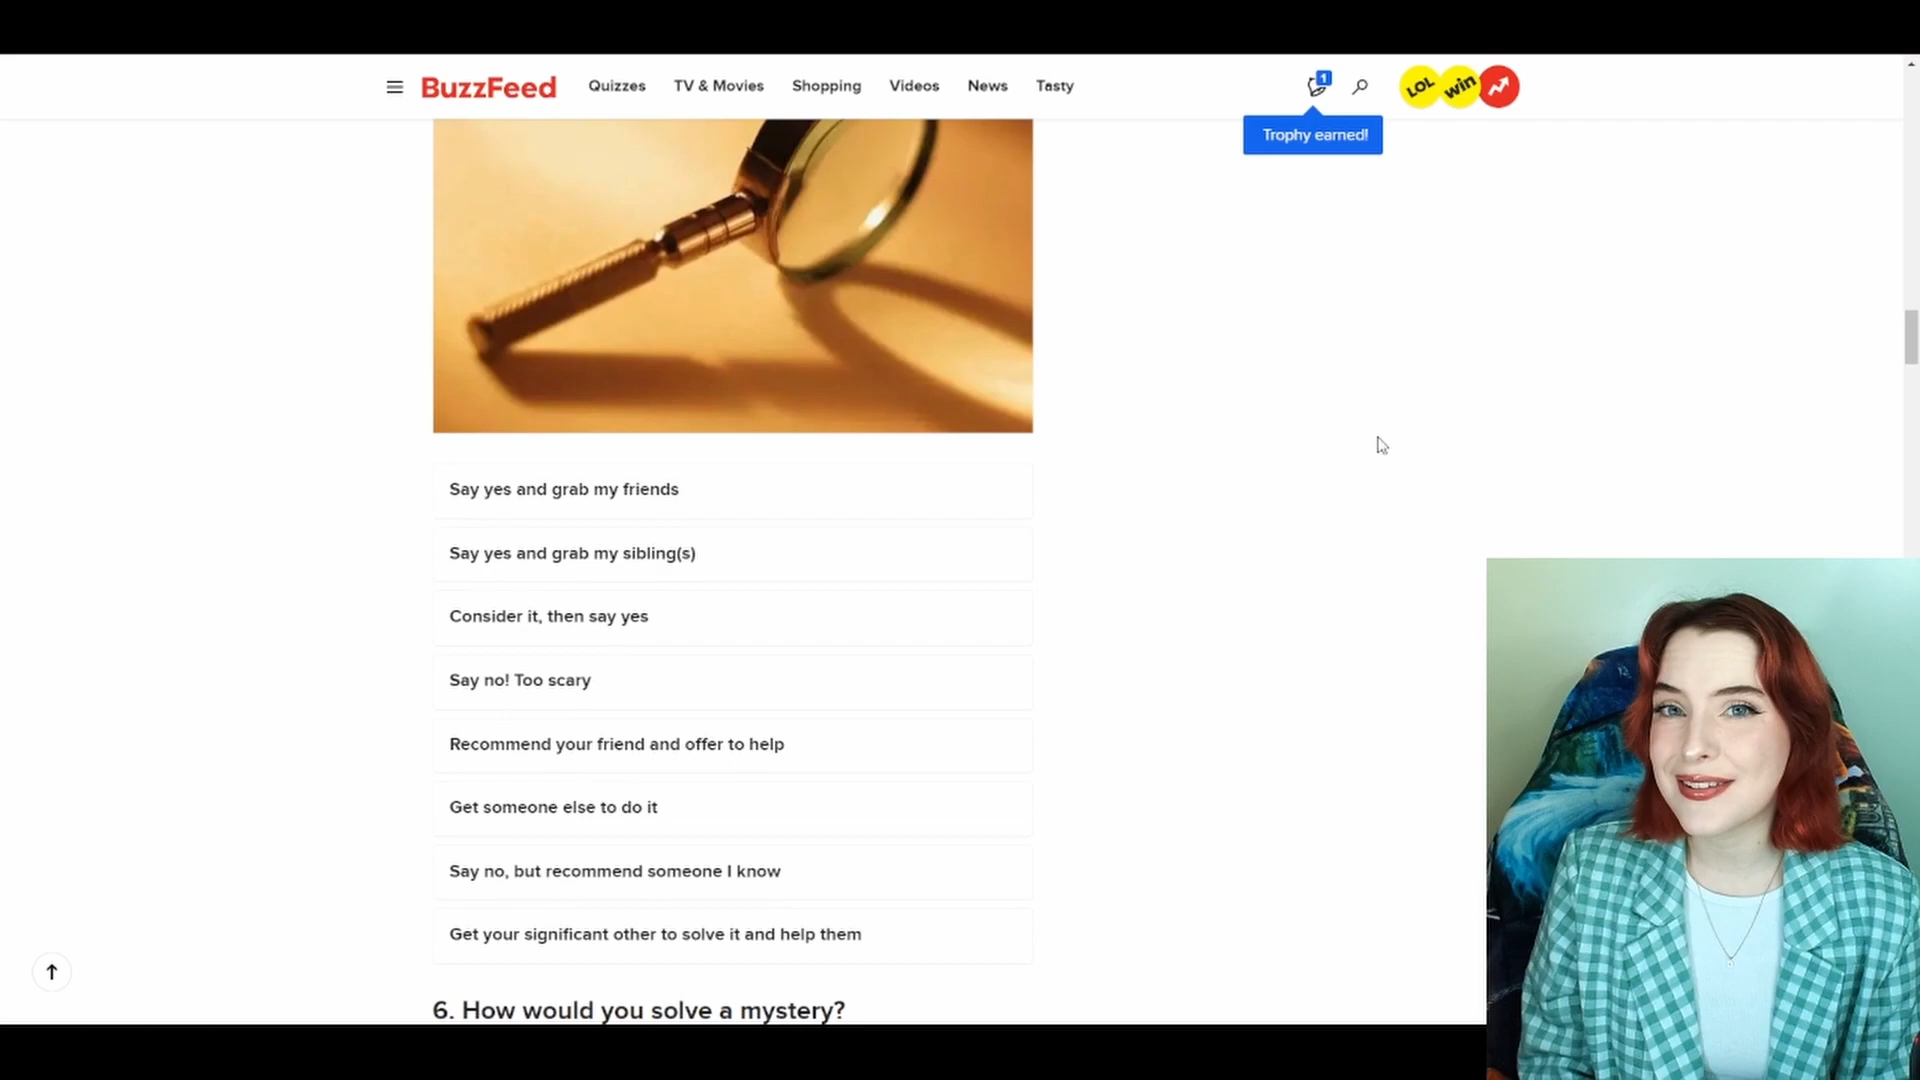 BuzzFeed
Quizzes
TV & Movies
Shopping
Videos
News
Tasty
1
LOL
win
Trophy earned!
Say yes and grab my friends
Say yes and grab my sibling(s)
Consider it, then say yes
Say no! Too scary
Recommend your friend and offer to help
Get someone else to do it
Say no, but recommend someone I know
Get your significant other to solve it and help them
6. How would you solve a mystery?